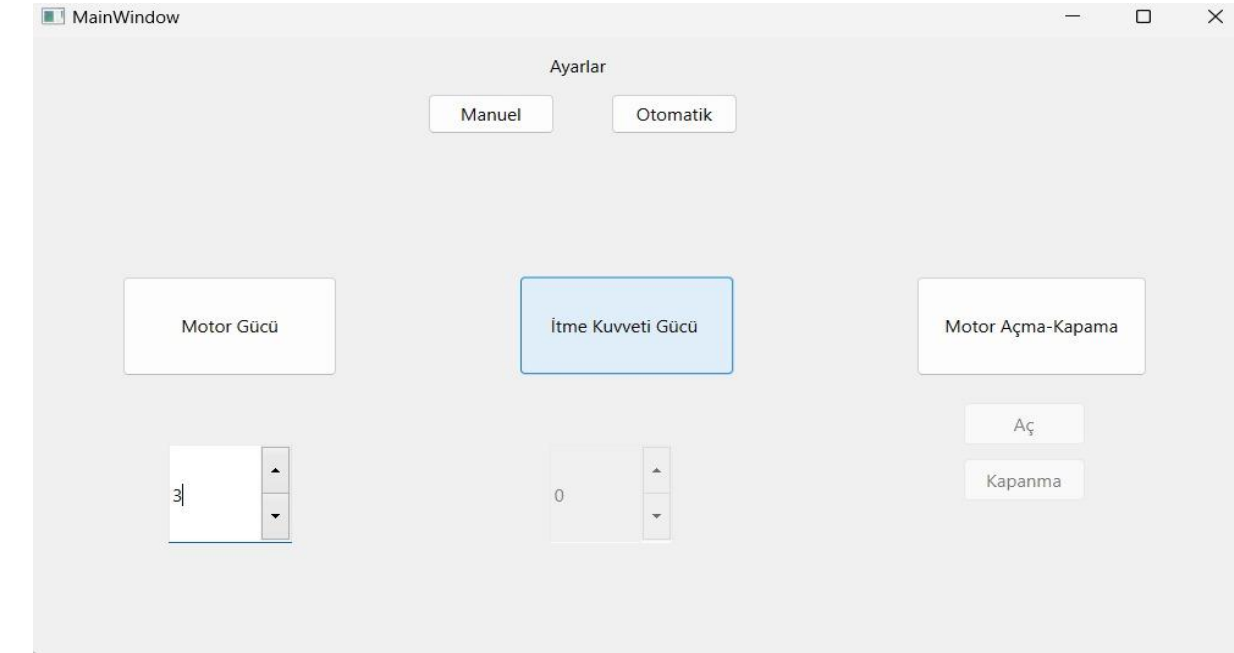 MainWindow
Ayarlar
Manuel
Otomatik
Motor Gücü
İtme Kuvveti Gücü
Motor Açma-Kapama
Aç
Kapanma
3
0